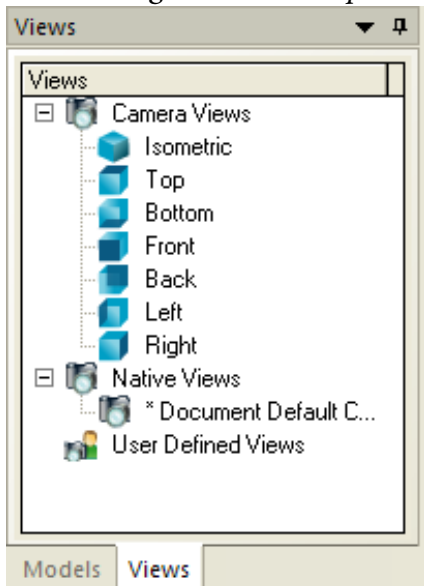 Views
Views
Camera Views
Isometric
Top
Bottom
Front
Back
Left
Right
Native Views
* Document Default C...
User Defined Views
Models Views